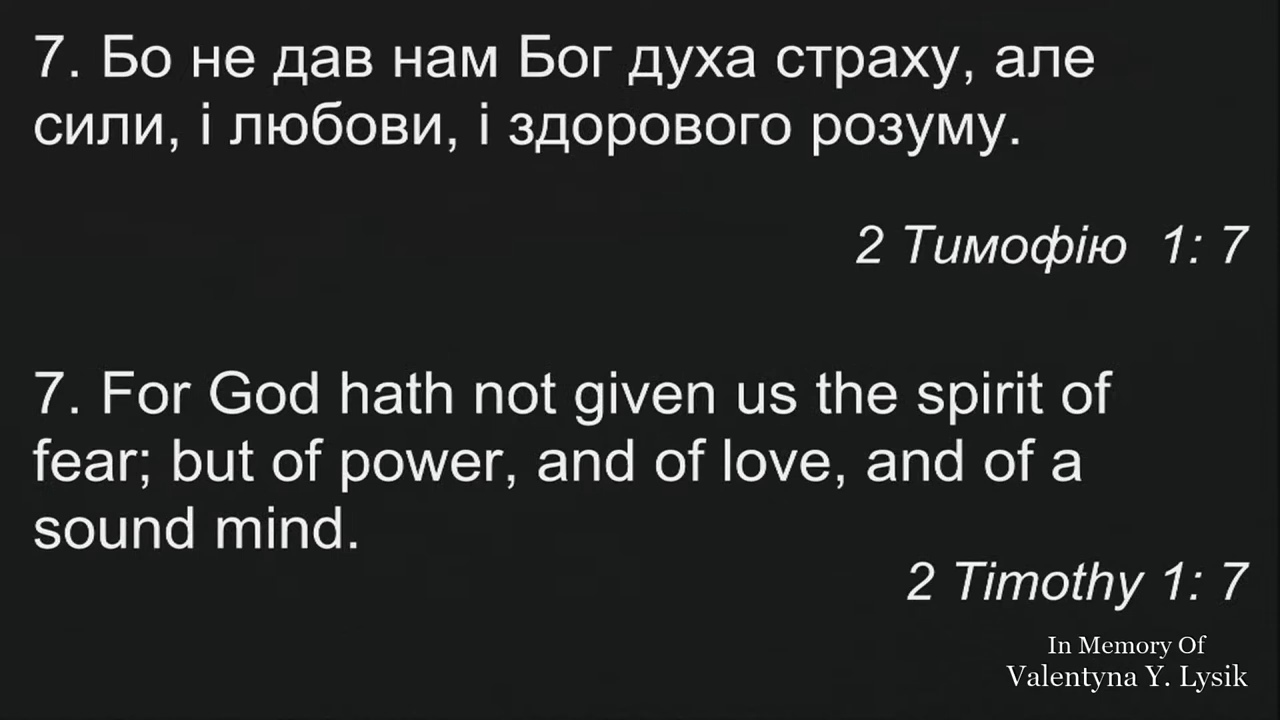 7. Бо не дав нам Бог духа страху, але
сили, і любови, і здорового розуму.
2 Тимофію 1: 7
7. For God hath not given us the spirit of
fear; but of power, and of love, and of a
sound mind.
2 Timothy 1: 7
In Memory Of
Valentyna Y. Lysik